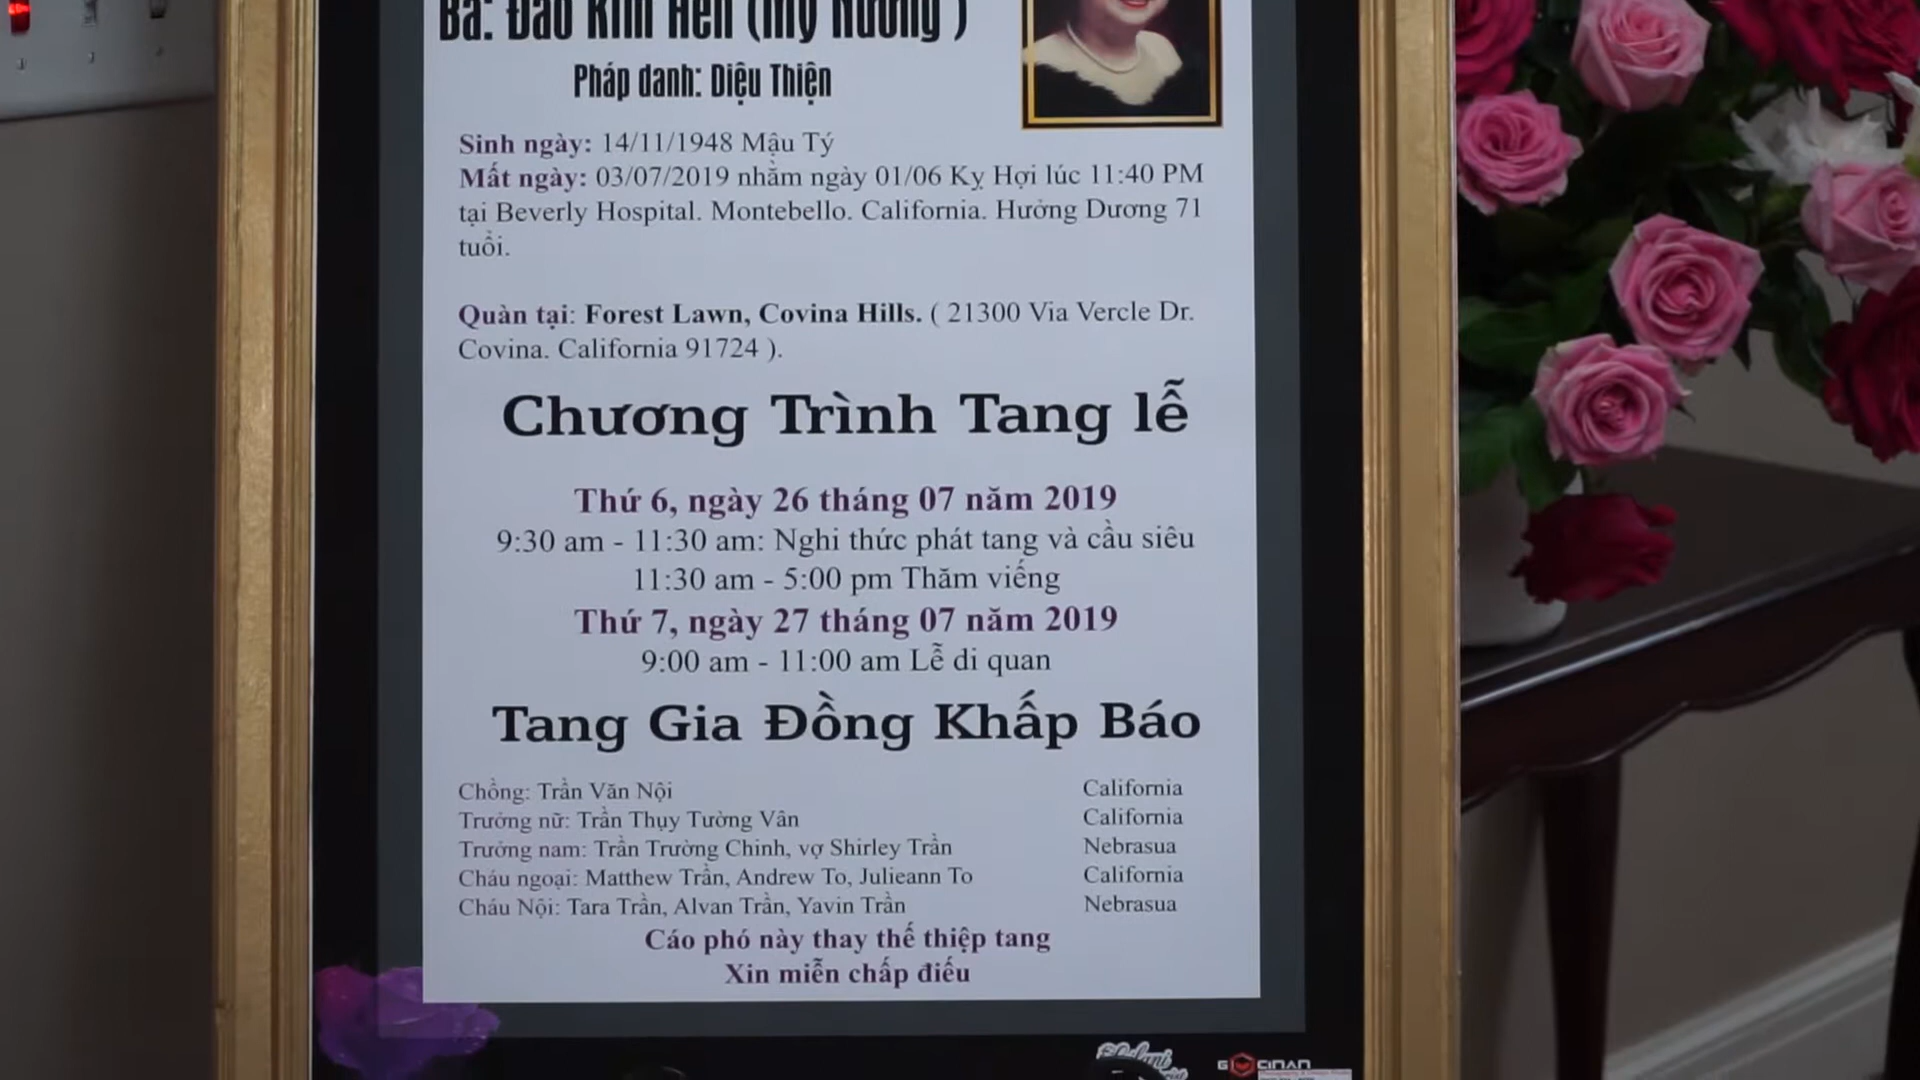 Bà: Đào Kim Hến (Mỹ Nương )
Pháp danh: Diệu Thiện
Sinh ngày: 14/11/1948 Mậu Tý
Mất ngày: 03/07/2019 nhằm ngày 01/06 Kỵ Hợi lúc 11:40 PM
tại Beverly Hospital. Montebello. California. Hưởng Dương 71
tuổi.
Quàn tại: Forest Lawn, Covina Hills. ( 21300 Via Vercle Dr.
Covina. California 91724 ).
Chương Trình Tang lễ
Thứ 6, ngày 26 tháng 07 năm 2019
9:30 am - 11:30 am: Nghi thức phát tang và cầu siêu
11:30 am - 5:00 pm Thăm viếng
Thứ 7, ngày 27 tháng 07 năm 2019
9:00 am - 11:00 am Lễ di quan
Tang Gia Đồng Khấp Báo
Chồng: Trần Văn Nội California
Trưởng nữ: Trần Thụy Tường Vân California
Trưởng nam: Trần Trường Chinh, vợ Shirley Trần Nebrasua
Cháu ngoại: Matthew Trần, Andrew To, Julieann To California
Cháu Nội: Tara Trần, Alvan Trần, Yavin Trần Nebrasua
Cáo phó này thay thế thiệp tang
Xin miễn chấp điếu